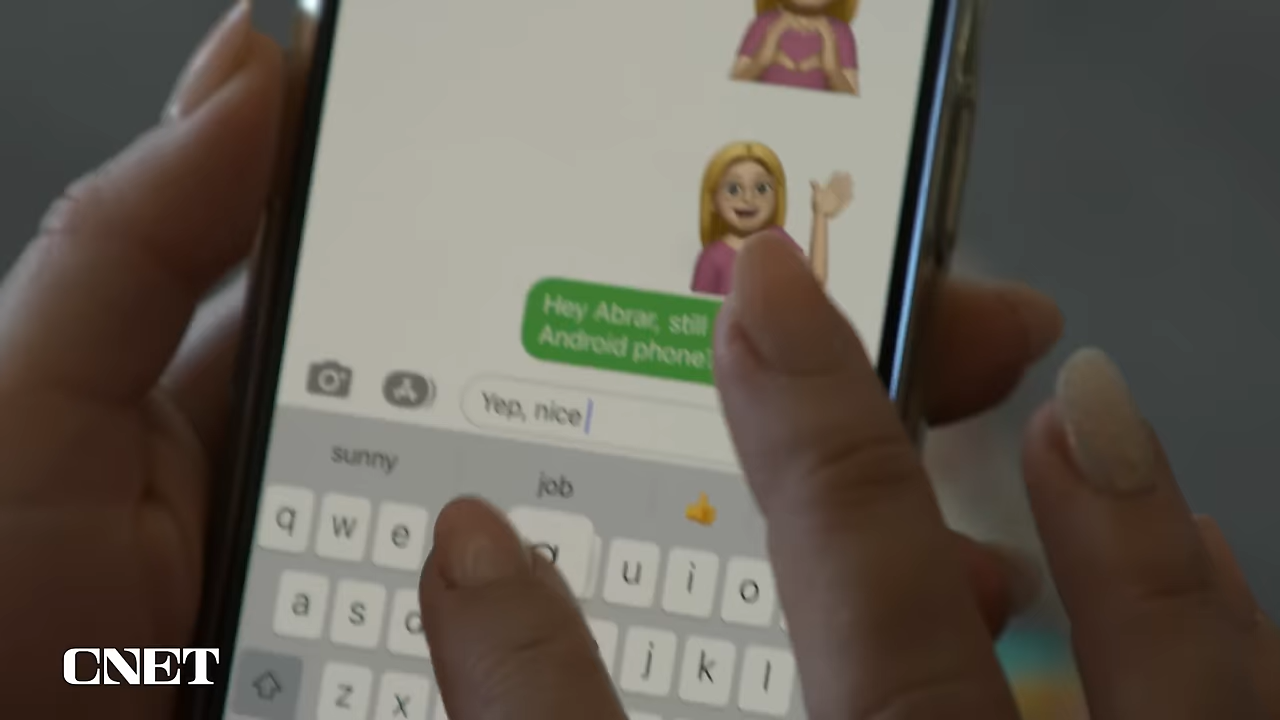 Hey Abrar, still
Android phone?
Yep, nice
sunny
job
q w e g u i o
a s d j k l
z x
CNET